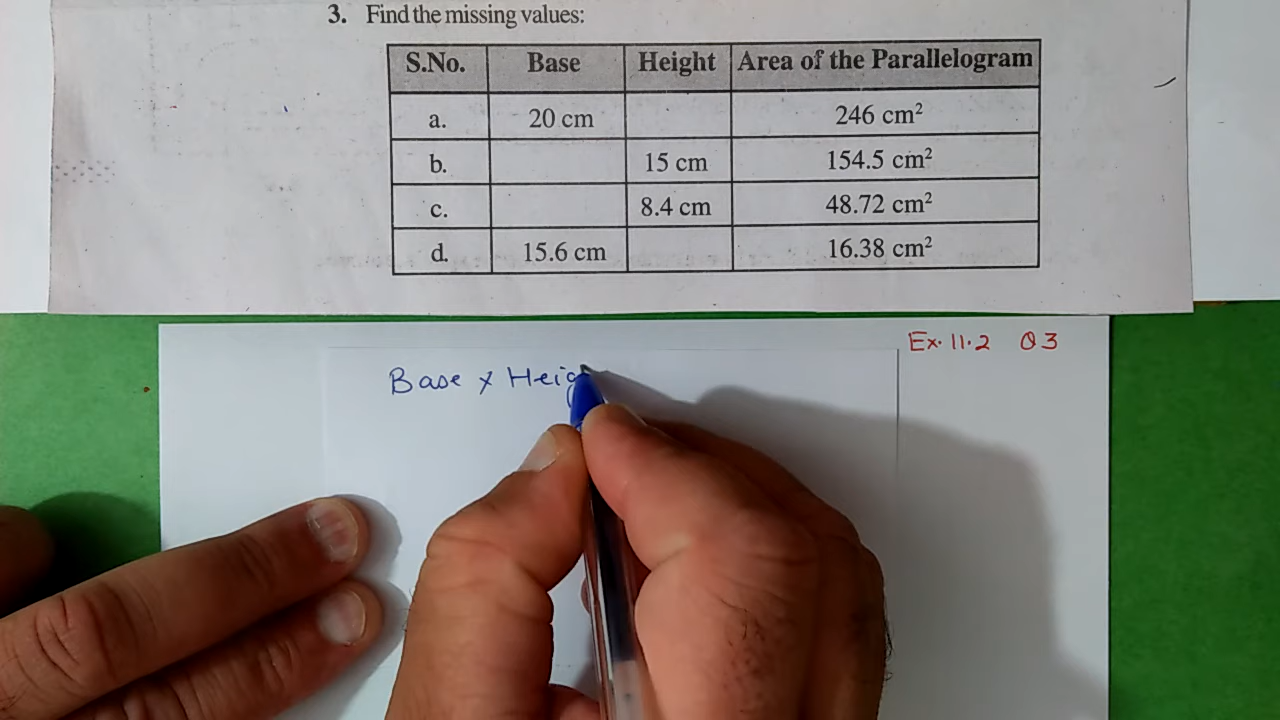 3. Find the missing values:
S.No. Base Height Area of the Parallelogram
a. 20 cm 246 cm²
b. 15 cm 154.5 cm²
c. 8.4 cm 48.72 cm²
d. 15.6 cm 16.38 cm²
Ex. 11.2 Q3
Base x Heig